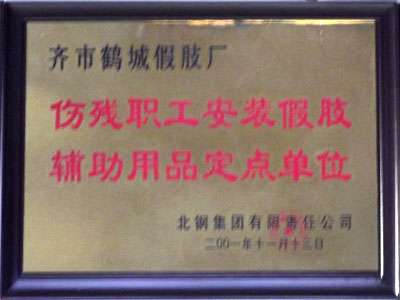 齐市鹤城假肢厂
伤残职工安装假肢
辅助用品定点单位
北钢集团有限责任公司
二00一年十一月十三日